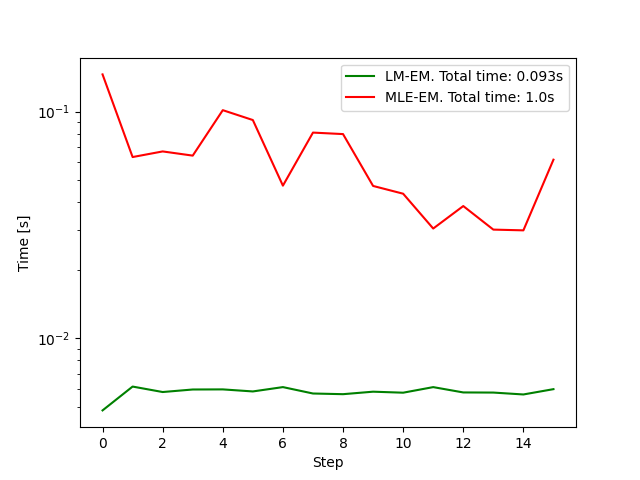 LM-EM. Total time: 0.093s
MLE-EM. Total time: 1.0s
10⁻¹
10⁻²
Time [s]
0 2 4 6 8 10 12 14
Step